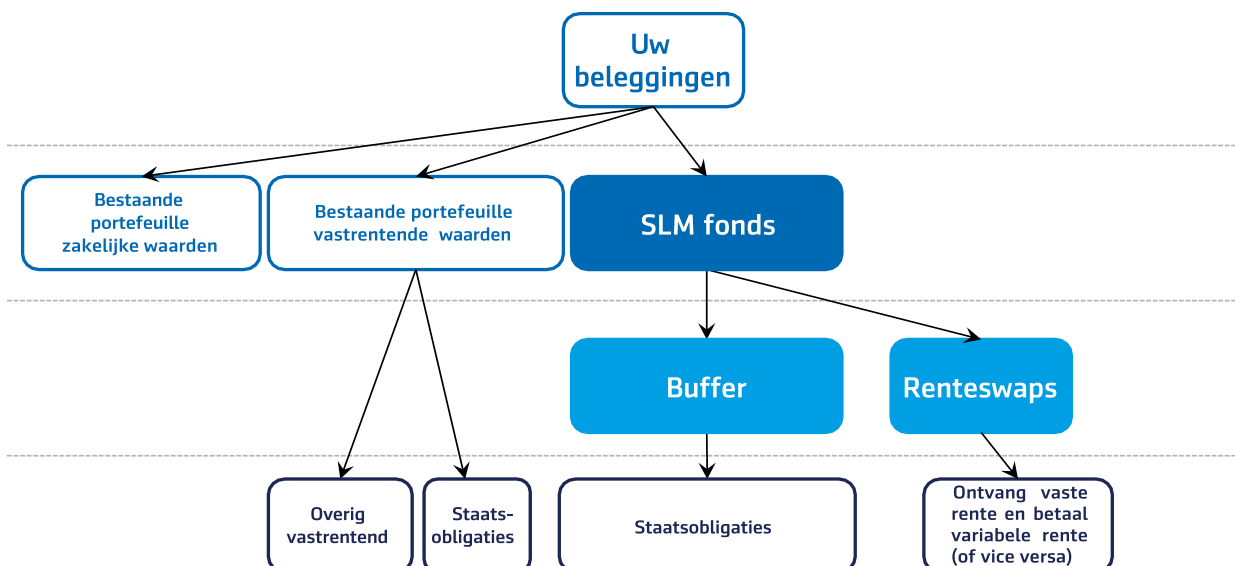 Uw
beleggingen
Bestaande
portefeuille
zakelijke waarden
Bestaande portefeuille
vastrentende waarden
SLM fonds
Buffer
Renteswaps
Overig
vastrentend
Staats-
obligaties
Staatsobligaties
Ontvang vaste
rente en betaal
variabele rente
(of vice versa)